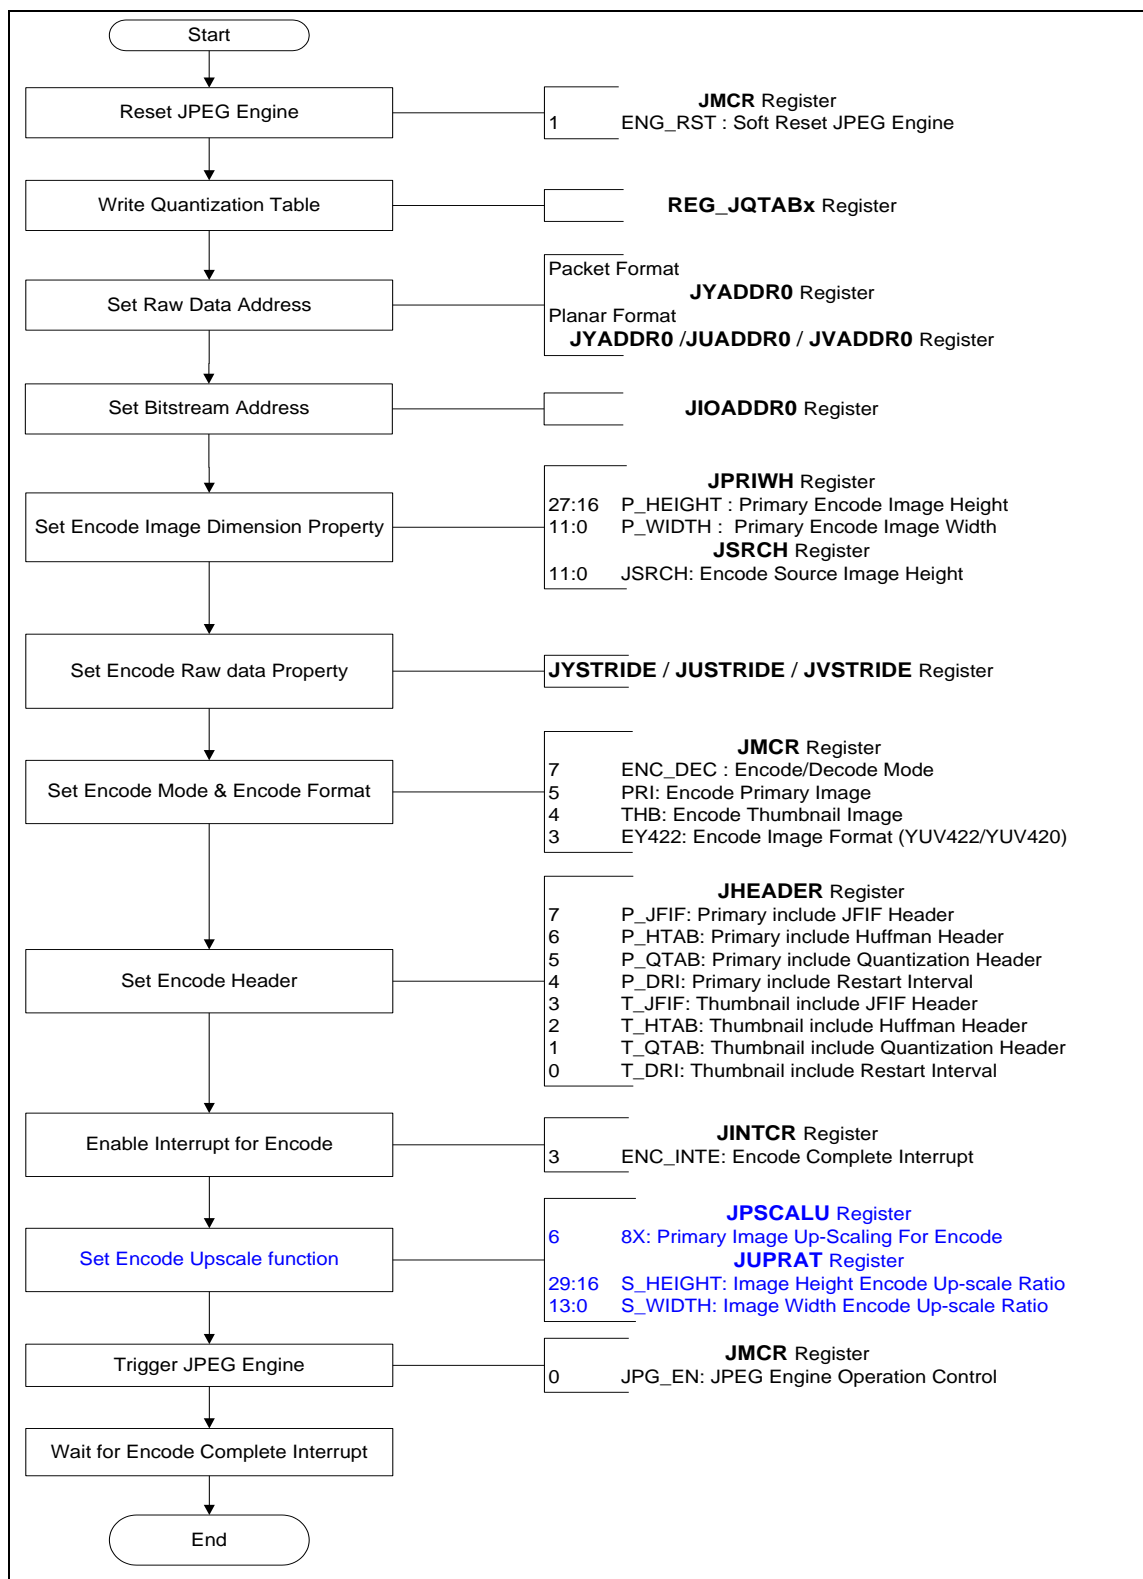 Start
Reset JPEG Engine
JMCR Register
1 ENG_RST : Soft Reset JPEG Engine
Write Quantization Table
REG_JQTABx Register
Set Raw Data Address
Packet Format
JYADDR0 Register
Planar Format
JYADDR0 /JUADDR0 / JVADDR0 Register
Set Bitstream Address
JIOADDR0 Register
Set Encode Image Dimension Property
JPRIWH Register
27:16 P_HEIGHT : Primary Encode Image Height
11:0 P_WIDTH : Primary Encode Image Width
JSRCH Register
11:0 JSRCH: Encode Source Image Height
Set Encode Raw data Property
JYSTRIDE / JUSTRIDE / JVSTRIDE Register
Set Encode Mode & Encode Format
JMCR Register
7 ENC_DEC : Encode/Decode Mode
5 PRI: Encode Primary Image
4 THB: Encode Thumbnail Image
3 EY422: Encode Image Format (YUV422/YUV420)
Set Encode Header
JHEADER Register
7 P_JFIF: Primary include JFIF Header
6 P_HTAB: Primary include Huffman Header
5 P_QTAB: Primary include Quantization Header
4 P_DRI: Primary include Restart Interval
3 T_JFIF: Thumbnail include JFIF Header
2 T_HTAB: Thumbnail include Huffman Header
1 T_QTAB: Thumbnail include Quantization Header
0 T_DRI: Thumbnail include Restart Interval
Enable Interrupt for Encode
JINTCR Register
3 ENC_INTE: Encode Complete Interrupt
Set Encode Upscale function
JPSCALU Register
6 8X: Primary Image Up-Scaling For Encode
JUPRAT Register
29:16 S_HEIGHT: Image Height Encode Up-scale Ratio
13:0 S_WIDTH: Image Width Encode Up-scale Ratio
Trigger JPEG Engine
JMCR Register
0 JPG_EN: JPEG Engine Operation Control
Wait for Encode Complete Interrupt
End